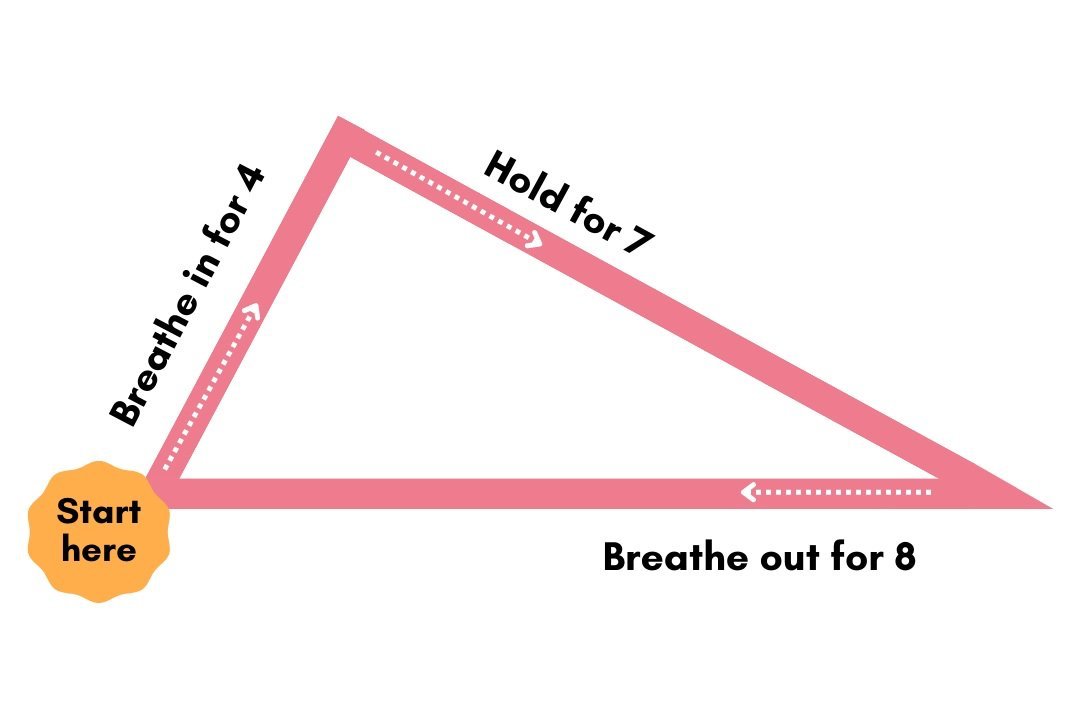 Start
here
Breathe in for 4
Hold for 7
Breathe out for 8